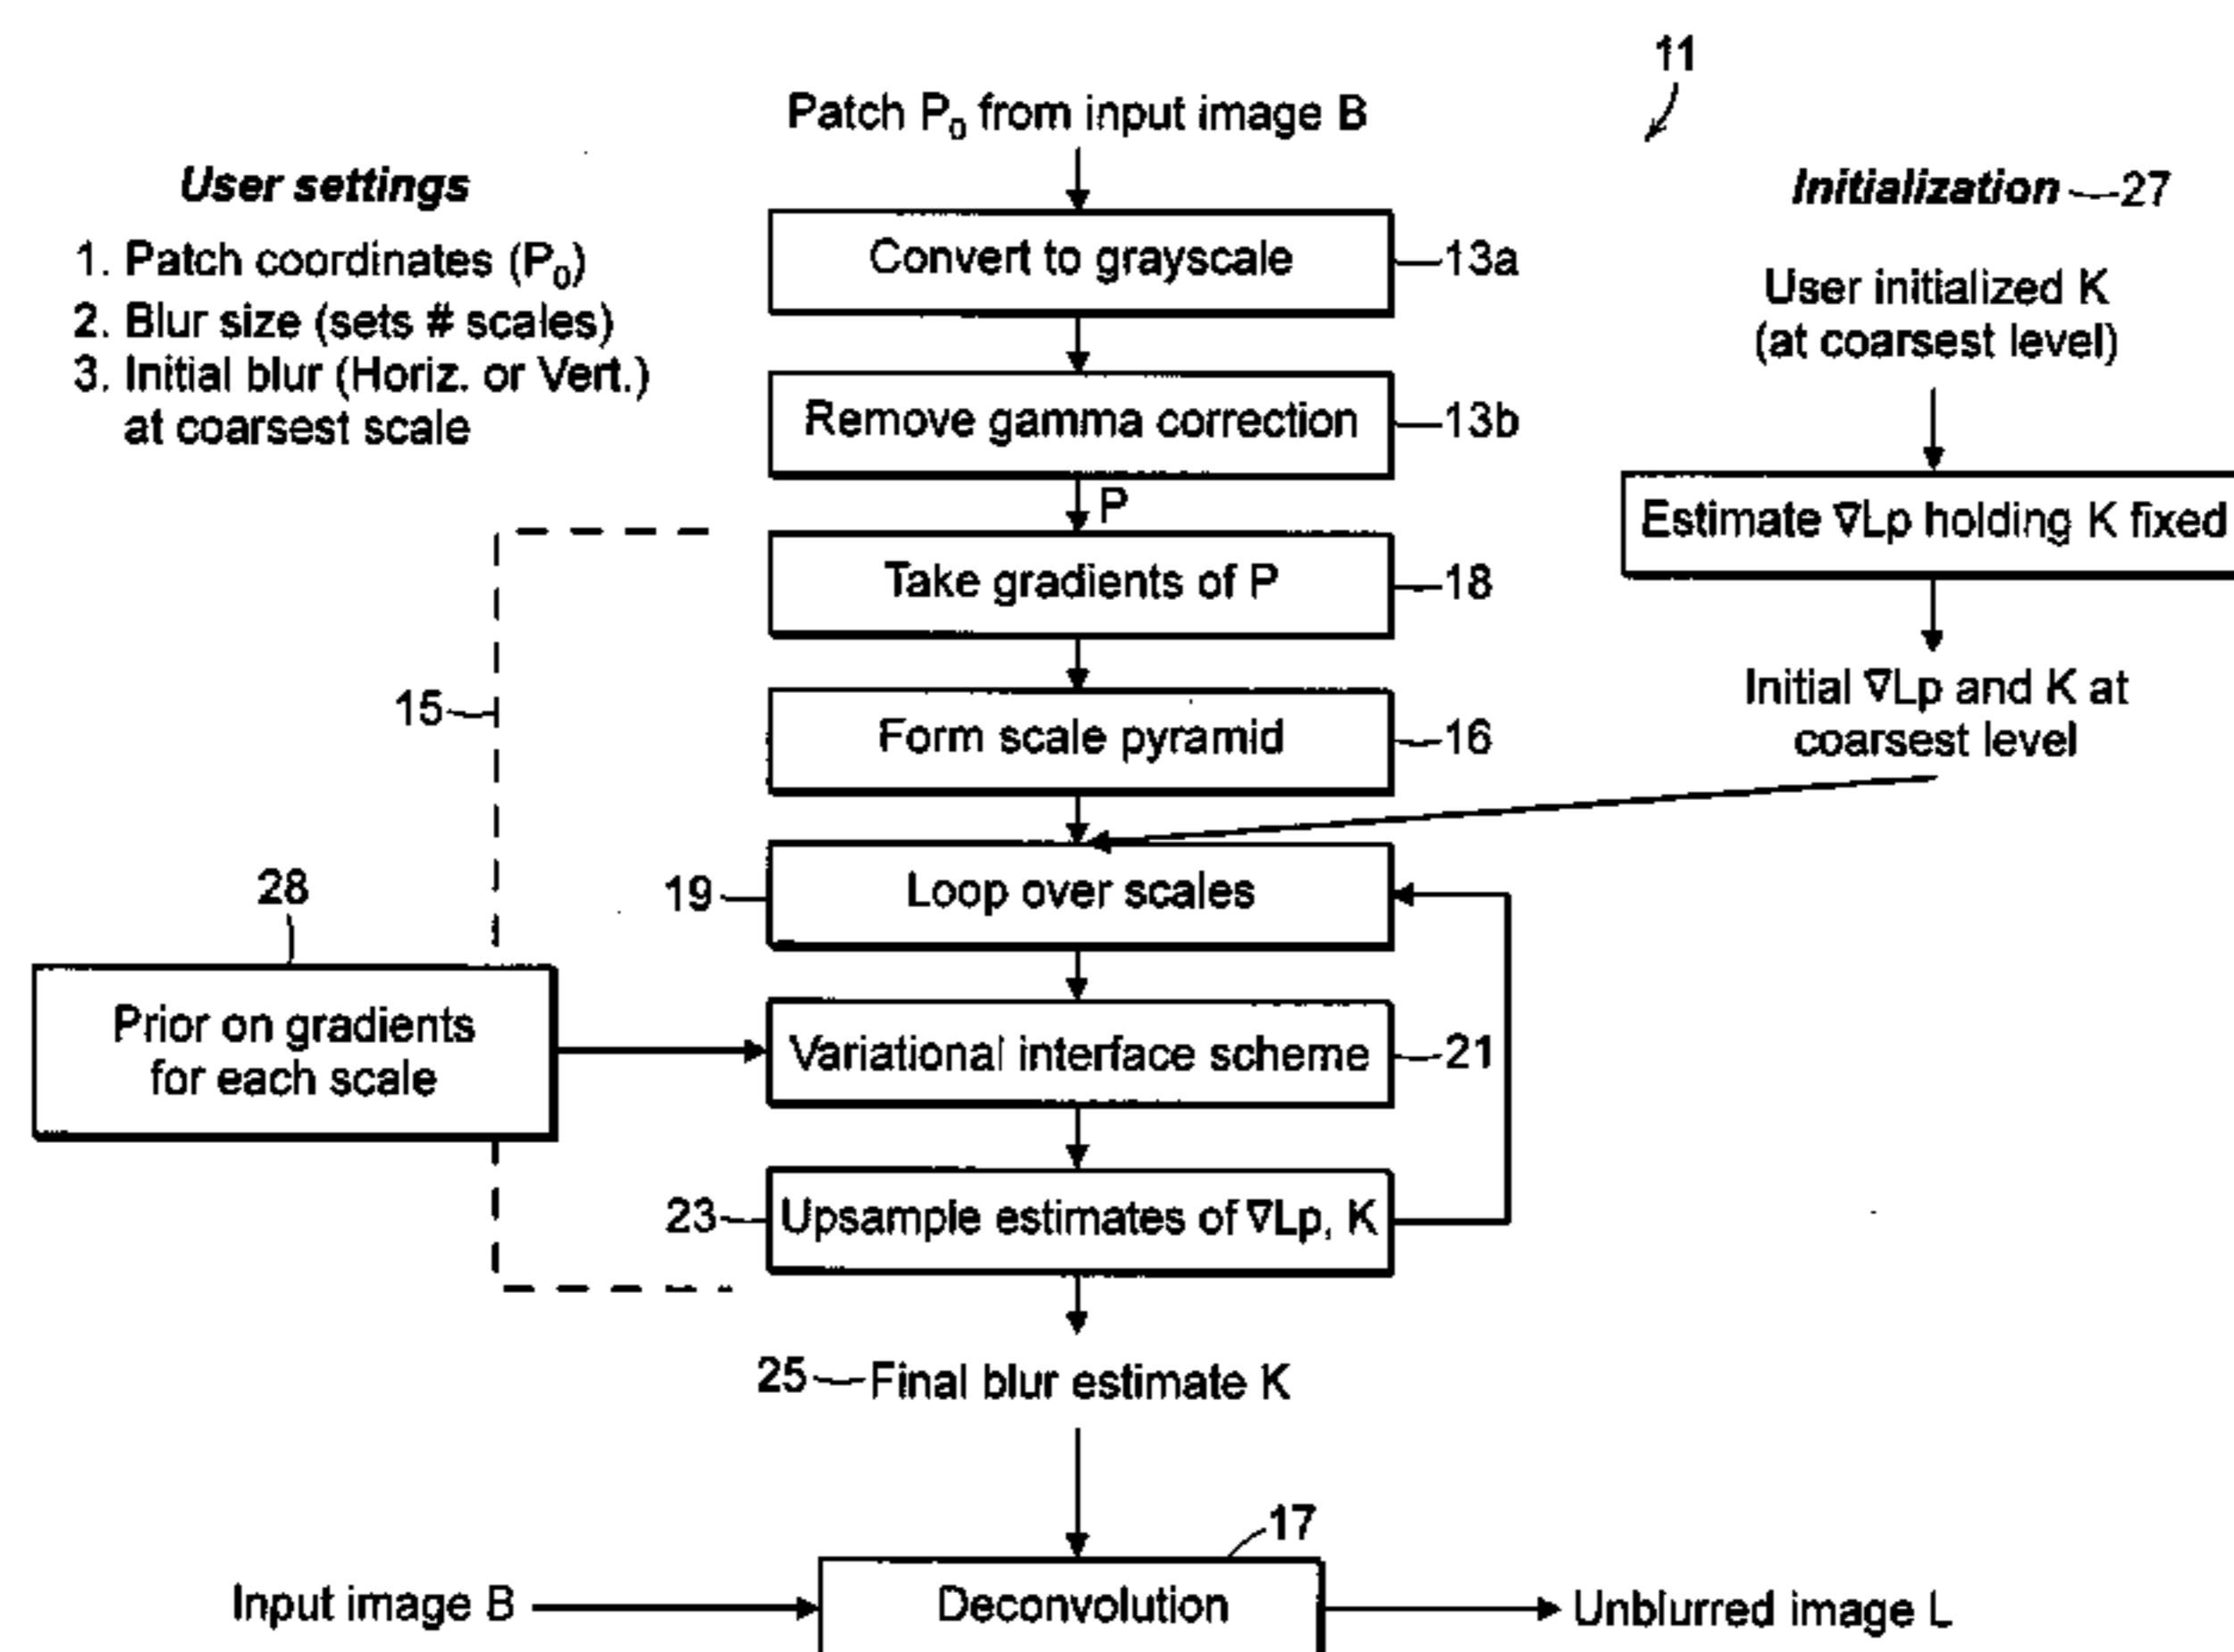 11
Patch P₀ from input image B
User settings
1. Patch coordinates (P₀)
2. Blur size (sets # scales)
3. Initial blur (Horiz. or Vert.)
at coarsest scale
Convert to grayscale
13a
Remove gamma correction
13b
P
Take gradients of P
18
Form scale pyramid
16
15
Loop over scales
19
28
Prior on gradients
for each scale
Variational interface scheme
21
Upsample estimates of ∇Lp, K
23
25
Final blur estimate K
Initialization
27
User initialized K
(at coarsest level)
Estimate ∇Lp holding K fixed
Initial ∇Lp and K at
coarsest level
17
Input image B
Deconvolution
Unblurred image L